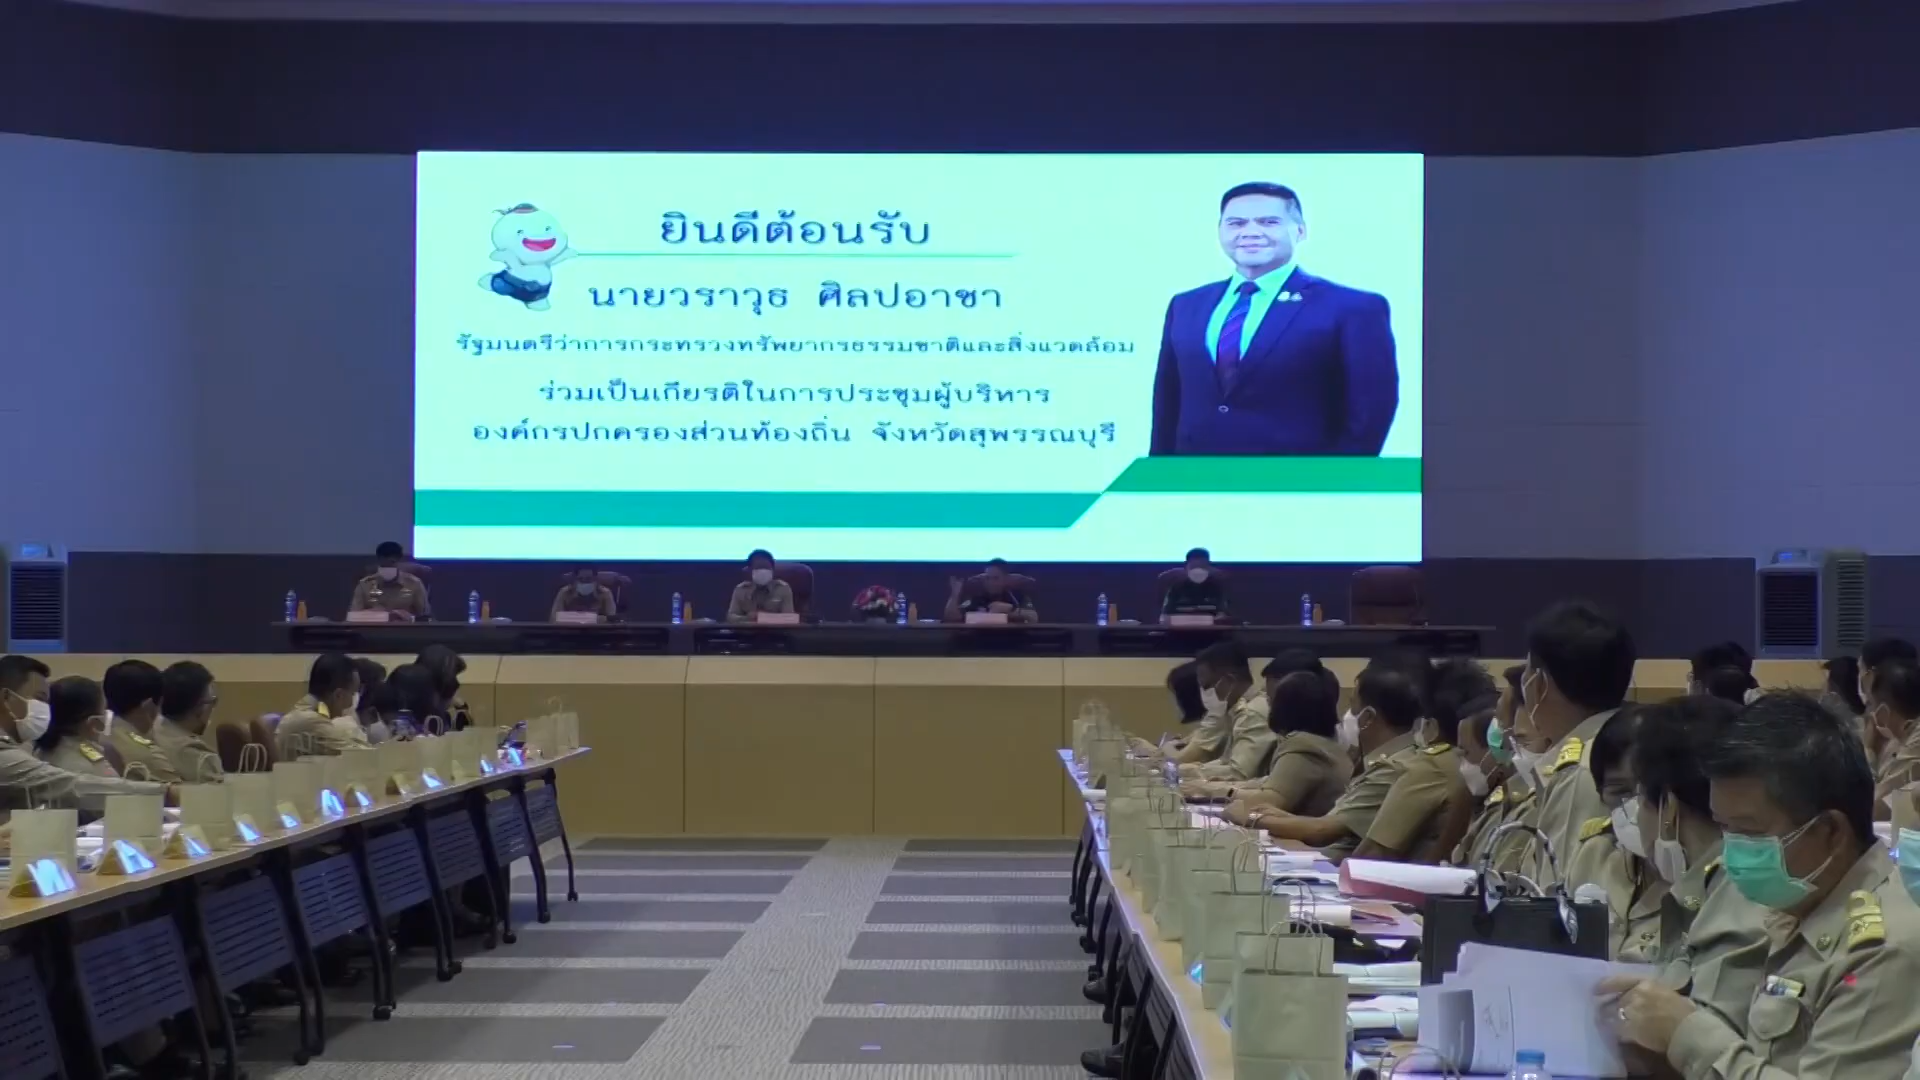 ยินดีต้อนรับ
นายวราวุธ ศิลปอาชา
รัฐมนตรีว่าการกระทรวงทรัพยากรธรรมชาติและสิ่งแวดล้อม
ร่วมเป็นเกียรติในการประชุมผู้บริหาร
องค์กรปกครองส่วนท้องถิ่น จังหวัดสุพรรณบุรี